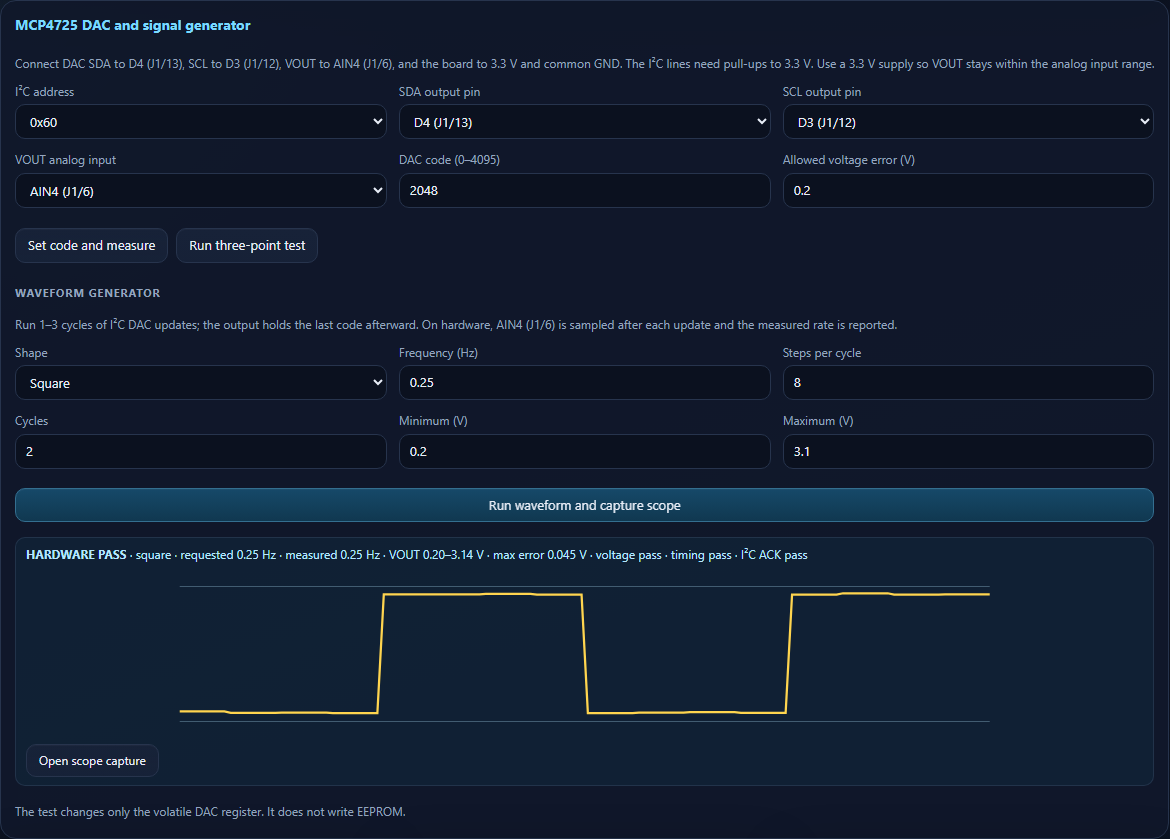 MCP4725 DAC and signal generator
Connect DAC SDA to D4 (J1/13), SCL to D3 (J1/12), VOUT to AIN4 (J1/6), and the board to 3.3 V and common GND. The I²C lines need pull-ups to 3.3 V. Use a 3.3 V supply so VOUT stays within the analog input range.
I²C address SDA output pin SCL output pin
0x60 D4 (J1/13) D3 (J1/12)
VOUT analog input DAC code (0–4095) Allowed voltage error (V)
AIN4 (J1/6) 2048 0.2
Set code and measure Run three-point test
WAVEFORM GENERATOR
Run 1–3 cycles of I²C DAC updates; the output holds the last code afterward. On hardware, AIN4 (J1/6) is sampled after each update and the measured rate is reported.
Shape Frequency (Hz) Steps per cycle
Square 0.25 8
Cycles Minimum (V) Maximum (V)
2 0.2 3.1
Run waveform and capture scope
HARDWARE PASS · square · requested 0.25 Hz · measured 0.25 Hz · VOUT 0.20–3.14 V · max error 0.045 V · voltage pass · timing pass · I²C ACK pass
Open scope capture
The test changes only the volatile DAC register. It does not write EEPROM.